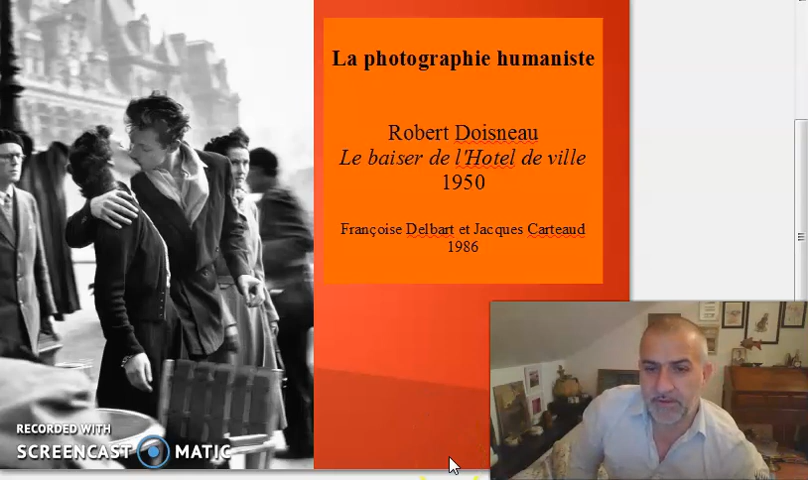 La photographie humaniste
Robert Doisneau
Le baiser de l'Hotel de ville
1950
Françoise Delbart et Jacques Carteaud
1986
RECORDED WITH
SCREENCAST MATIC